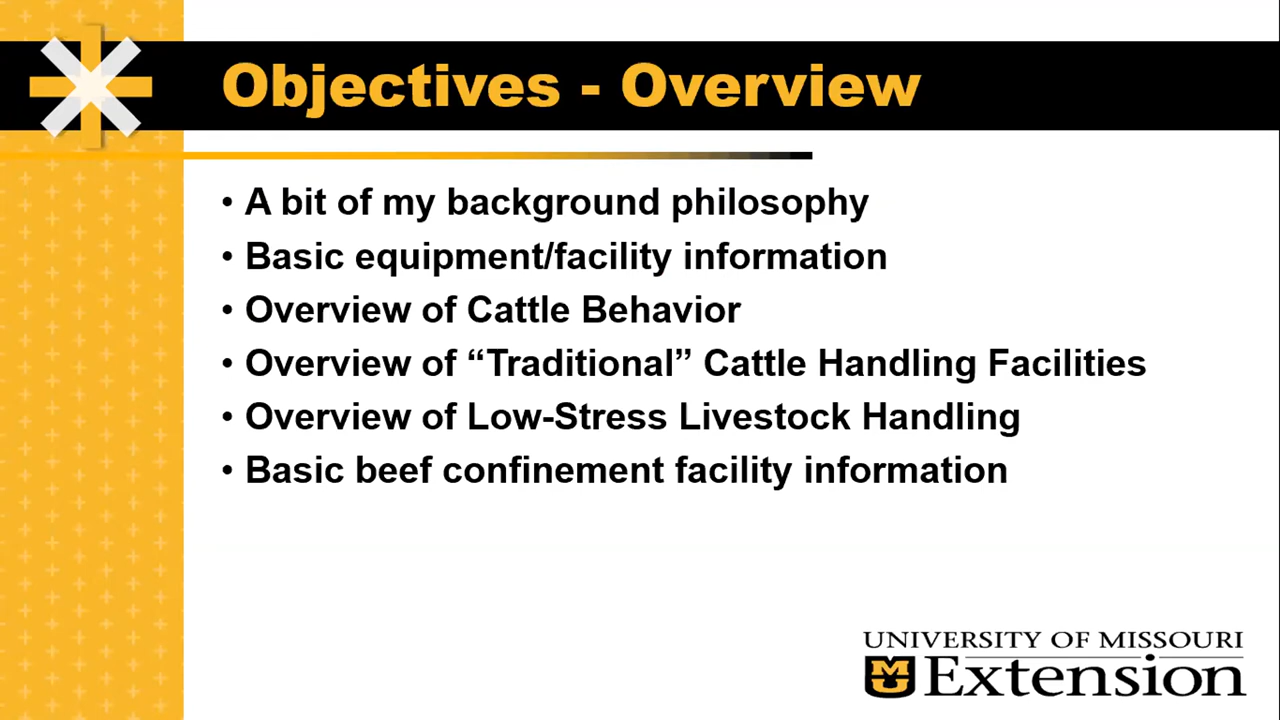 Objectives - Overview
• A bit of my background philosophy
• Basic equipment/facility information
• Overview of Cattle Behavior
• Overview of “Traditional” Cattle Handling Facilities
• Overview of Low-Stress Livestock Handling
• Basic beef confinement facility information
UNIVERSITY OF MISSOURI
MU Extension